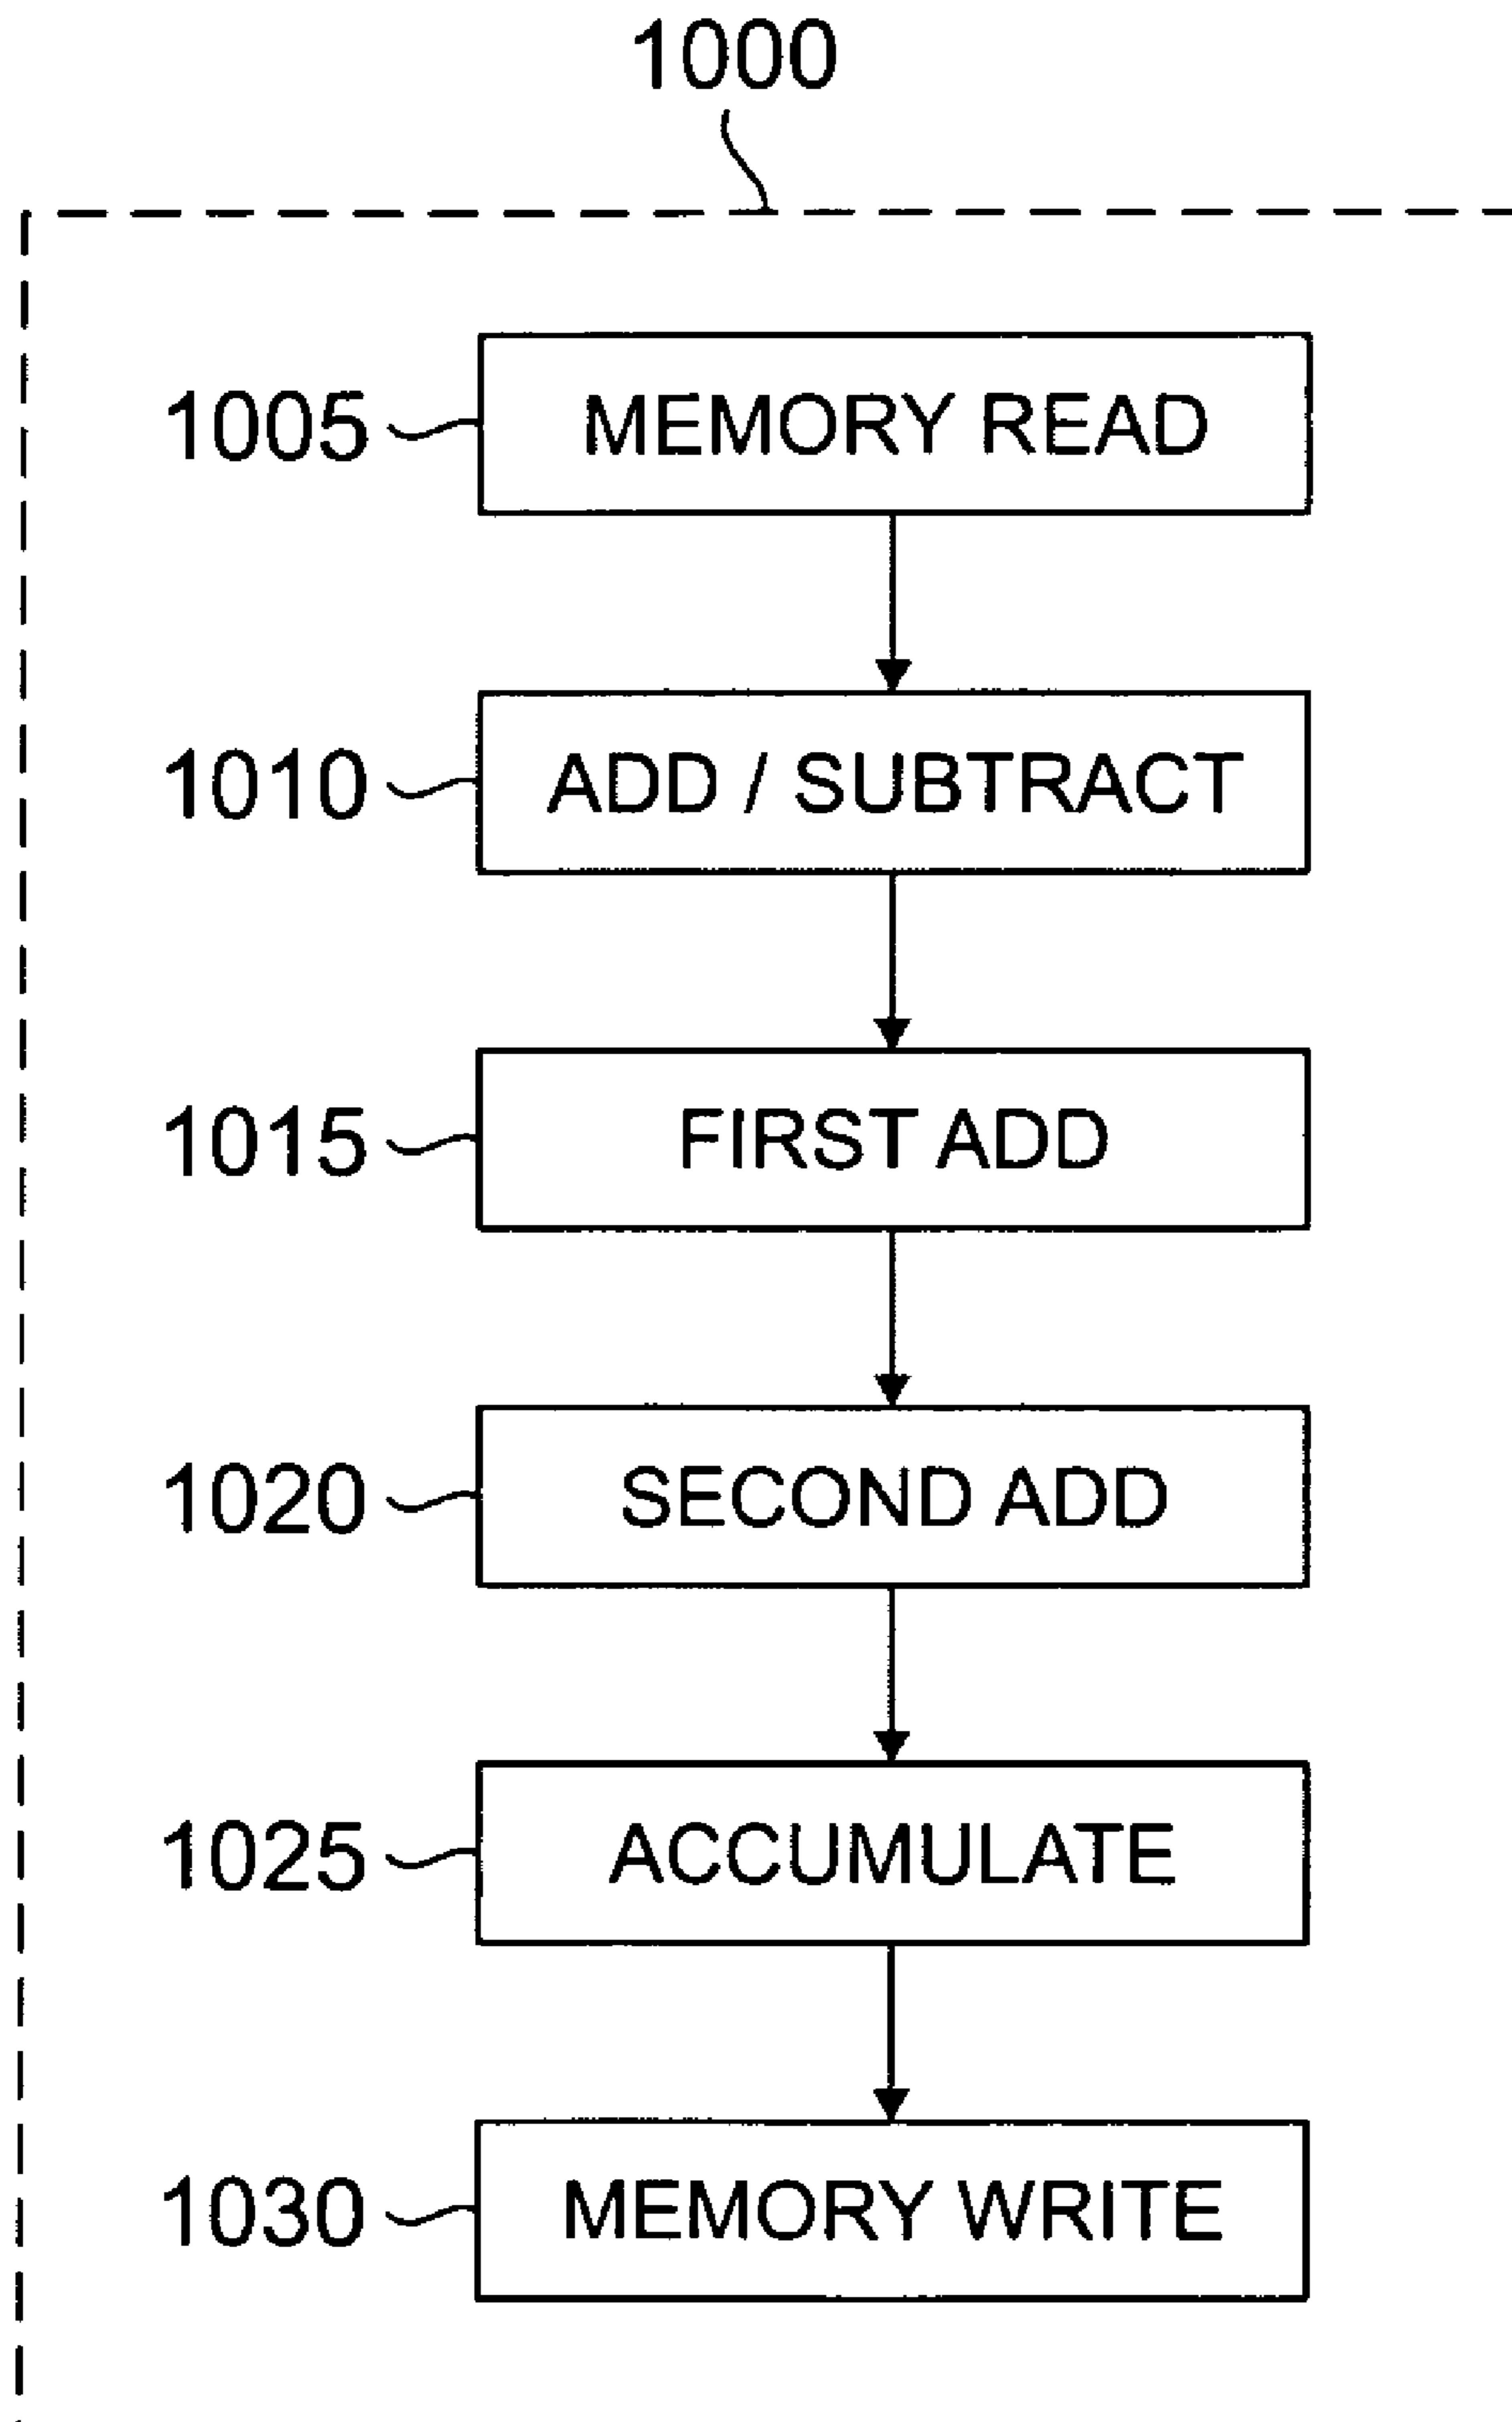 1000
1005 MEMORY READ
1010 ADD / SUBTRACT
1015 FIRST ADD
1020 SECOND ADD
1025 ACCUMULATE
1030 MEMORY WRITE